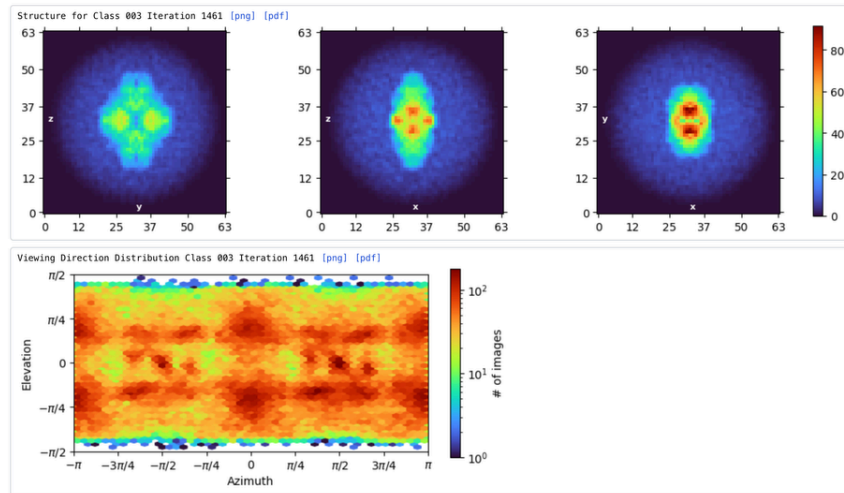 Structure for Class 003 Iteration 1461 [png] [pdf]
63
50
37
25
12
0
z
y
0 12 25 37 50 63
63
50
37
25
12
0
z
x
0 12 25 37 50 63
63
50
37
25
12
0
y
x
0 12 25 37 50 63
80
60
40
20
0
Viewing Direction Distribution Class 003 Iteration 1461 [png] [pdf]
π/2
π/4
0
−π/4
−π/2
Elevation
−π −3π/4 −π/2 −π/4 0 π/4 π/2 3π/4 π
Azimuth
10²
10¹
10⁰
# of images